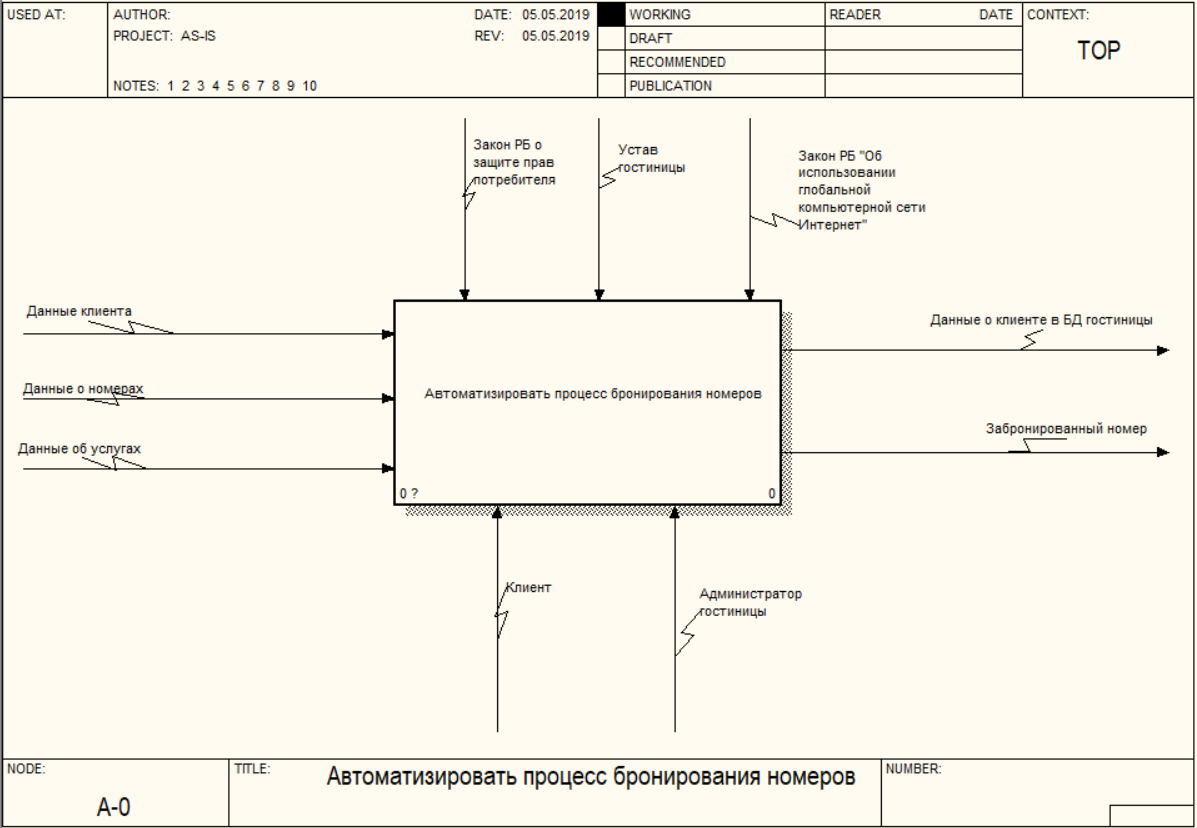 USED AT:
AUTHOR:
DATE: 05.05.2019
PROJECT: AS-IS
REV: 05.05.2019
NOTES: 1 2 3 4 5 6 7 8 9 10
WORKING
DRAFT
RECOMMENDED
PUBLICATION
READER
DATE
CONTEXT:
TOP
Закон РБ о
защите прав
потребителя
Устав
гостиницы
Закон РБ "Об
использовании
глобальной
компьютерной сети
Интернет"
Данные клиента
Данные о номерах
Данные об услугах
Автоматизировать процесс бронирования номеров
0 ?
0
Данные о клиенте в БД гостиницы
Забронированный номер
Клиент
Администратор
гостиницы
NODE:
A-0
TITLE:
Автоматизировать процесс бронирования номеров
NUMBER: